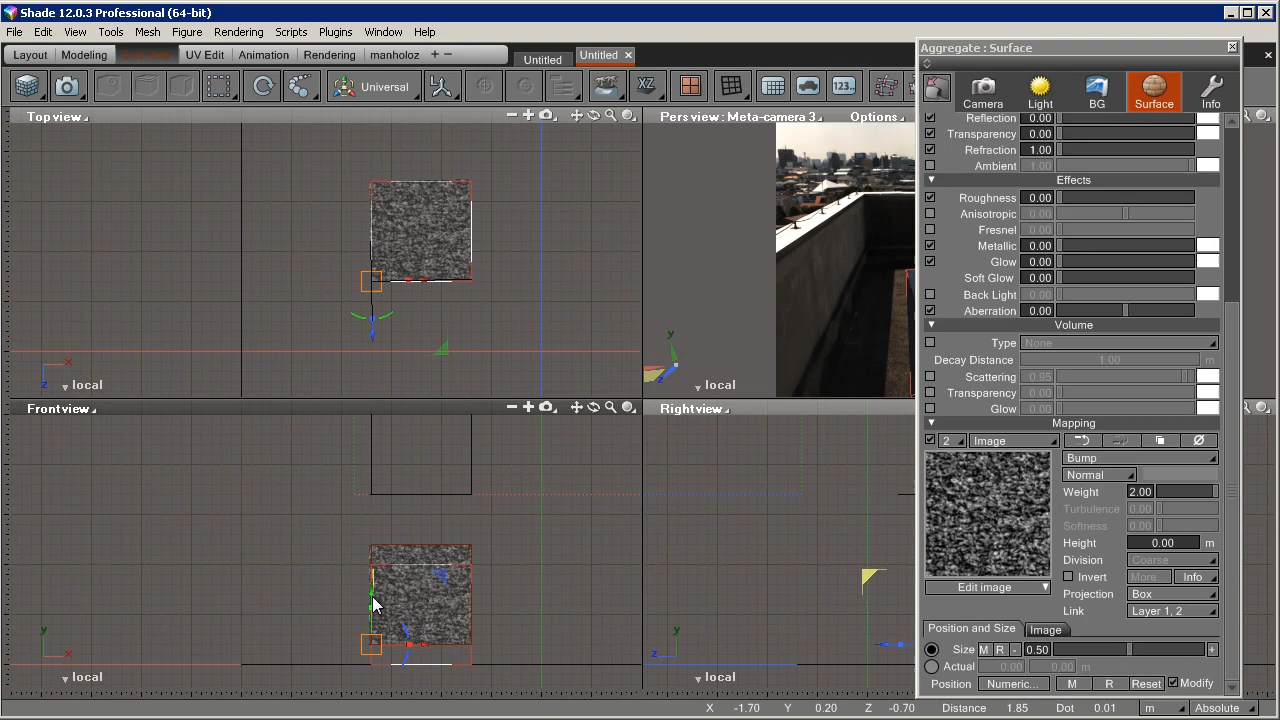 Shade 12.0.3 Professional (64-bit)
File Edit View Tools Mesh Figure Rendering Scripts Plugins Window Help
Layout Modeling UV Edit Animation Rendering manholoz Untitled Untitled
Aggregate : Surface
Universal XZ 123...
Camera Light BG Surface Info
Top view
Pers view : Meta-camera 3 Options
Reflection 0.00
Transparency 0.00
Refraction 1.00
Ambient 1.00
Effects
Roughness 0.00
Anisotropic 0.00
Fresnel 0.00
Metallic 0.00
Glow 0.00
Soft Glow 0.00
Back Light 0.00
Aberration 0.00
Volume
Type None
Decay Distance 1.00 m
Scattering 0.95
Transparency 0.00
Glow 0.00
Mapping
2 Image
Bump
Normal
Weight 2.00
Turbulence 0.00
Softness 0.00
Height 0.00 m
Division Coarse
Invert More Info
Projection Box
Link Layer 1, 2
Edit image
Position and Size Image
Size M R - 0.50 +
Actual 0.00 0.00 m
Position Numeric... M R Reset Modify
x z local
y z local
Front view
Right view
y x local
y z local
X -1.70 Y 0.20 Z -0.70 Distance 1.85 Dot 0.01 m Absolute